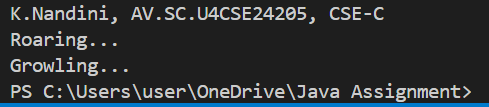 K.Nandini, AV.SC.U4CSE24205, CSE-C
Roaring...
Growling...
PS C:\Users\user\OneDrive\Java Assignment>